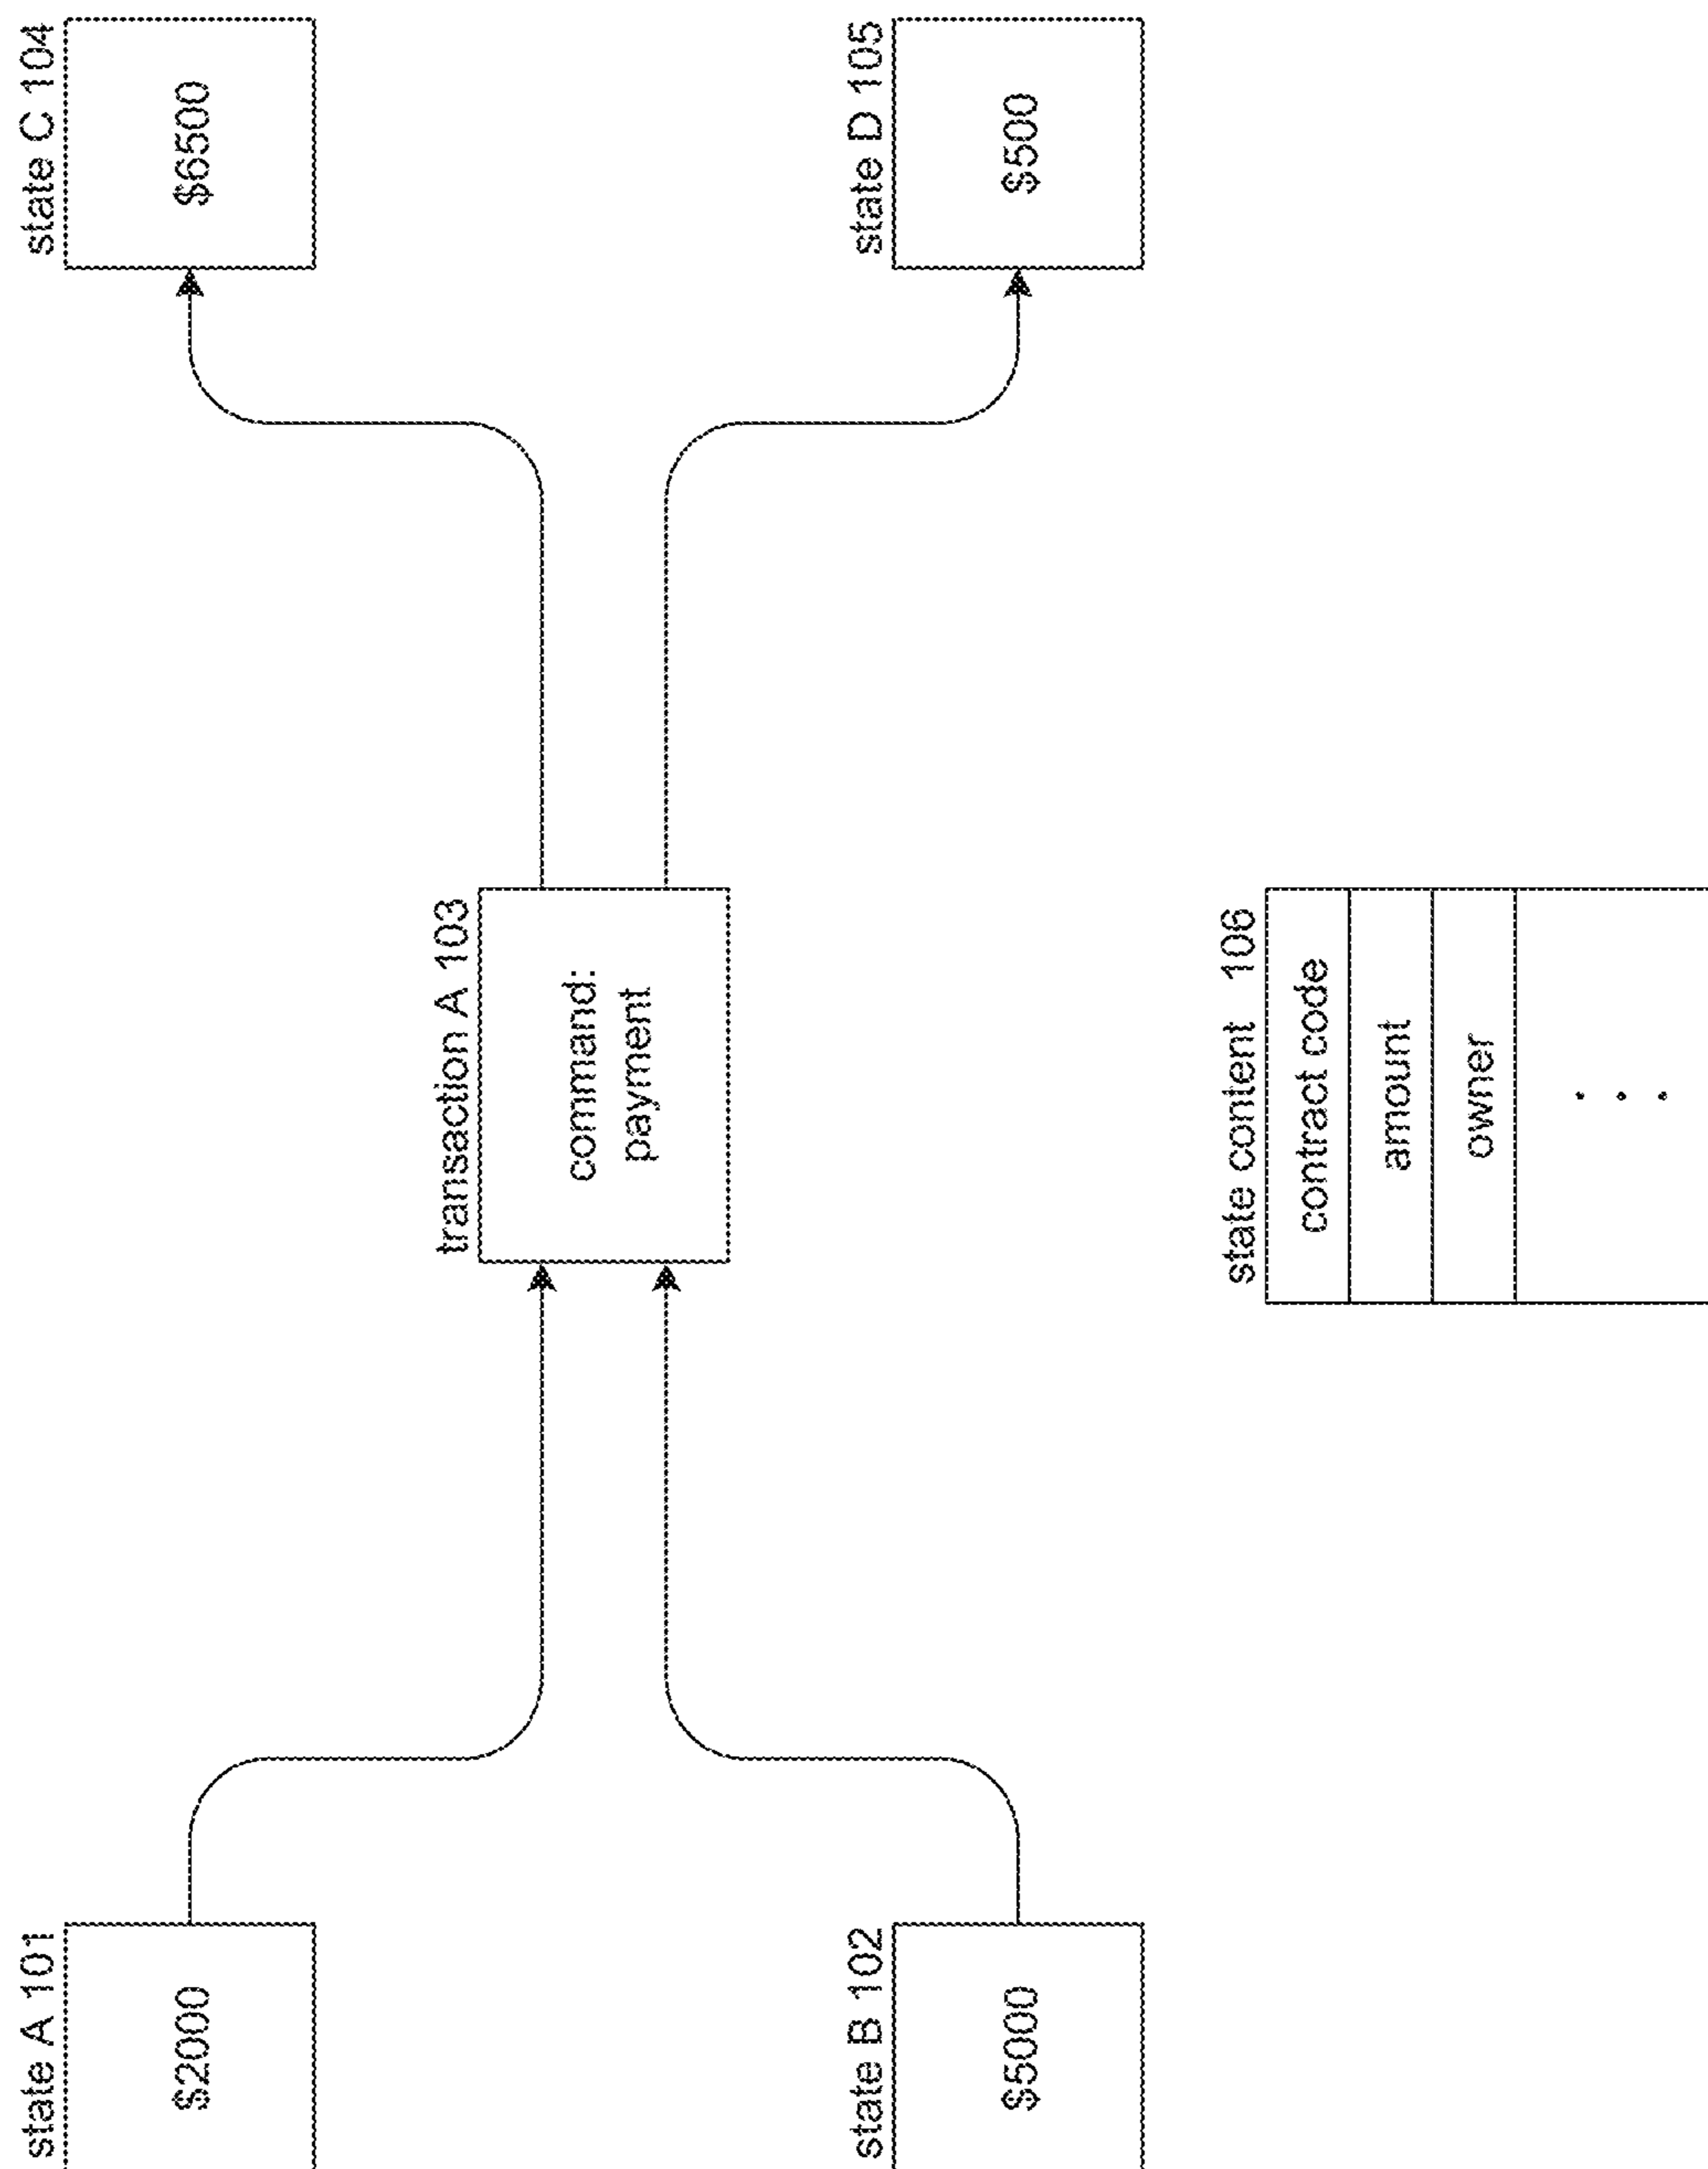 state A 101
$2000
state B 102
$5000
transaction A 103
command:
payment
state C 104
$6500
state D 105
$500
state content 106
contract code
amount
owner
. . .